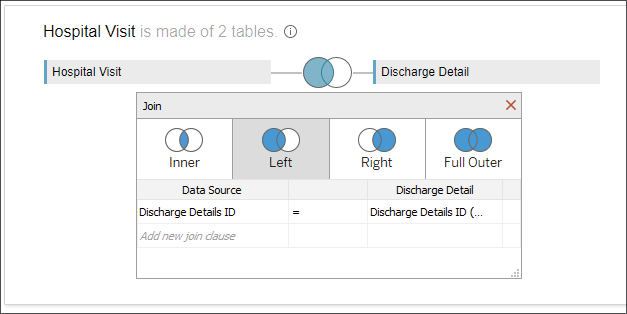 Hospital Visit is made of 2 tables.
Hospital Visit
Discharge Detail
Join
Inner
Left
Right
Full Outer
Data Source
Discharge Detail
Discharge Details ID = Discharge Details ID (...
Add new join clause